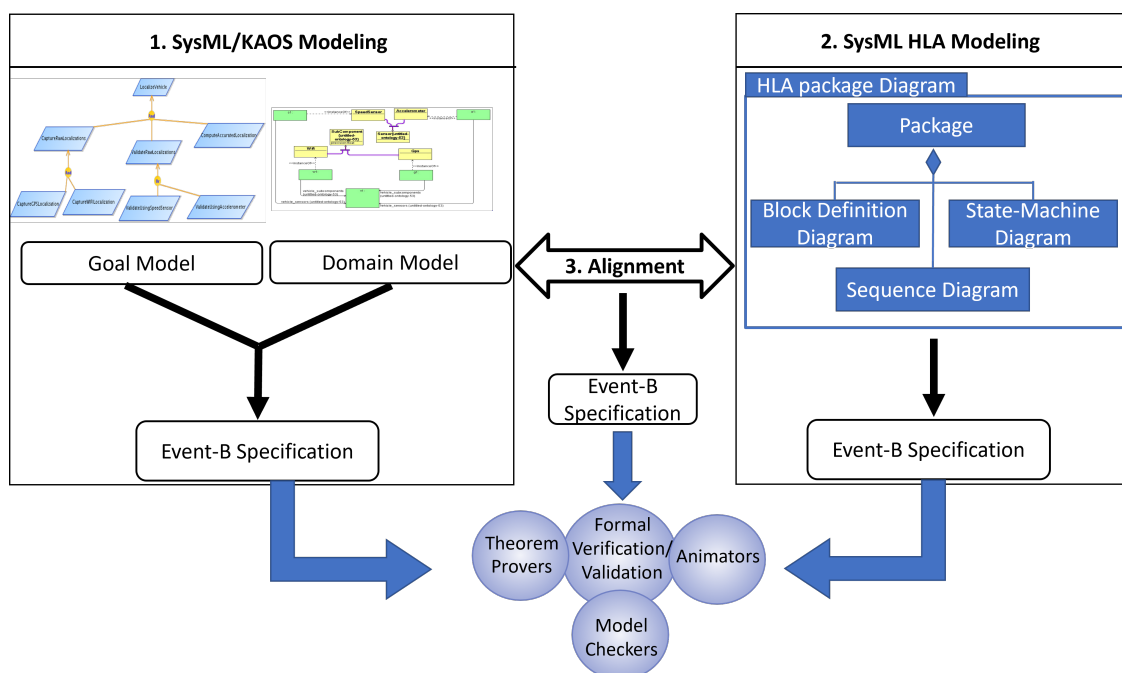 1. SysML/KAOS Modeling
LocalizeVehicle
CaptureRawLocalizations
ValidateRawLocalizations
ComputeAccurateLocalization
CaptureGPSLocalization
CaptureWifiLocalization
ValidateUsingSpeedSensor
ValidateUsingAccelerometer
SpeedSensor
Accelerometer
SubComponent
Wifi
Gps
Goal Model
Domain Model
Event-B Specification
3. Alignment
Event-B
Specification
2. SysML HLA Modeling
HLA package Diagram
Package
Block Definition
Diagram
State-Machine
Diagram
Sequence Diagram
Event-B Specification
Theorem
Provers
Formal
Verification/
Validation
Animators
Model
Checkers